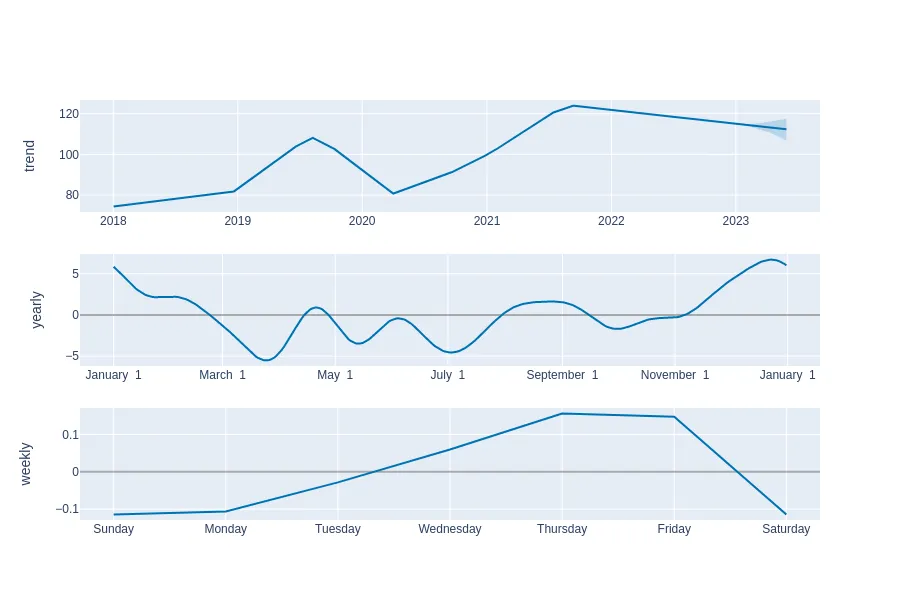 120
100
80
trend
2018 2019 2020 2021 2022 2023
5
0
−5
yearly
January 1 March 1 May 1 July 1 September 1 November 1 January 1
0.1
0
−0.1
weekly
Sunday Monday Tuesday Wednesday Thursday Friday Saturday